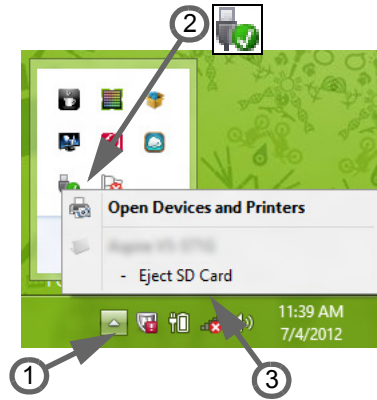 2
Open Devices and Printers
- Eject SD Card
11:39 AM
7/4/2012
1
3